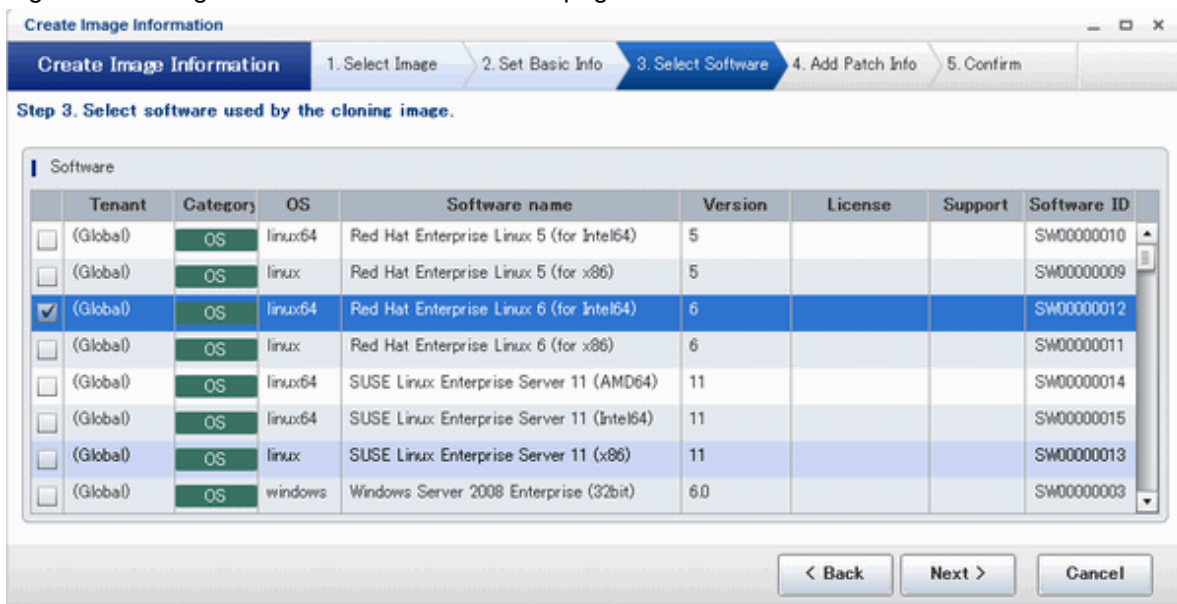 Create Image Information
Create Image Information 1. Select Image 2. Set Basic Info 3. Select Software 4. Add Patch Info 5. Confirm
Step 3. Select software used by the cloning image.
Software
Tenant Category OS Software name Version License Support Software ID
(Global) OS linux64 Red Hat Enterprise Linux 5 (for Intel64) 5 SW00000010
(Global) OS linux Red Hat Enterprise Linux 5 (for x86) 5 SW00000009
(Global) OS linux64 Red Hat Enterprise Linux 6 (for Intel64) 6 SW00000012
(Global) OS linux Red Hat Enterprise Linux 6 (for x86) 6 SW00000011
(Global) OS linux64 SUSE Linux Enterprise Server 11 (AMD64) 11 SW00000014
(Global) OS linux64 SUSE Linux Enterprise Server 11 (Intel64) 11 SW00000015
(Global) OS linux SUSE Linux Enterprise Server 11 (x86) 11 SW00000013
(Global) OS windows Windows Server 2008 Enterprise (32bit) 6.0 SW00000003
< Back Next > Cancel